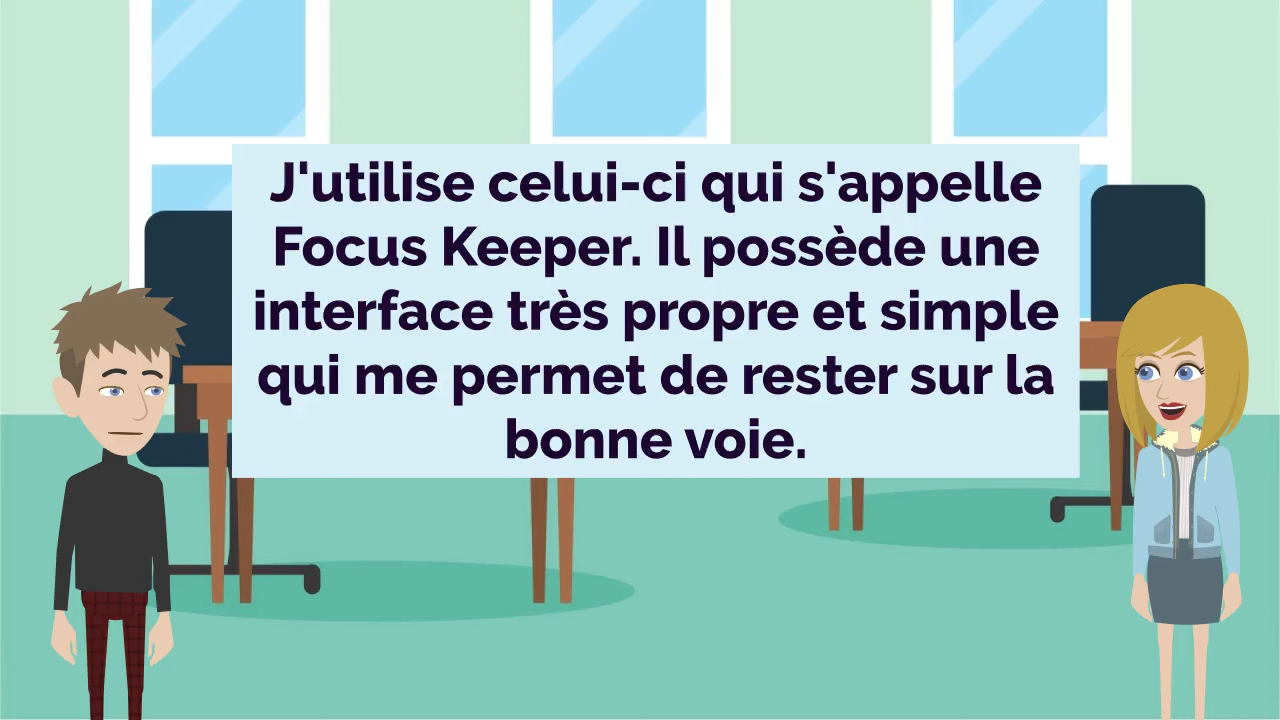 J'utilise celui-ci qui s'appelle
Focus Keeper. Il possède une
interface très propre et simple
qui me permet de rester sur la
bonne voie.